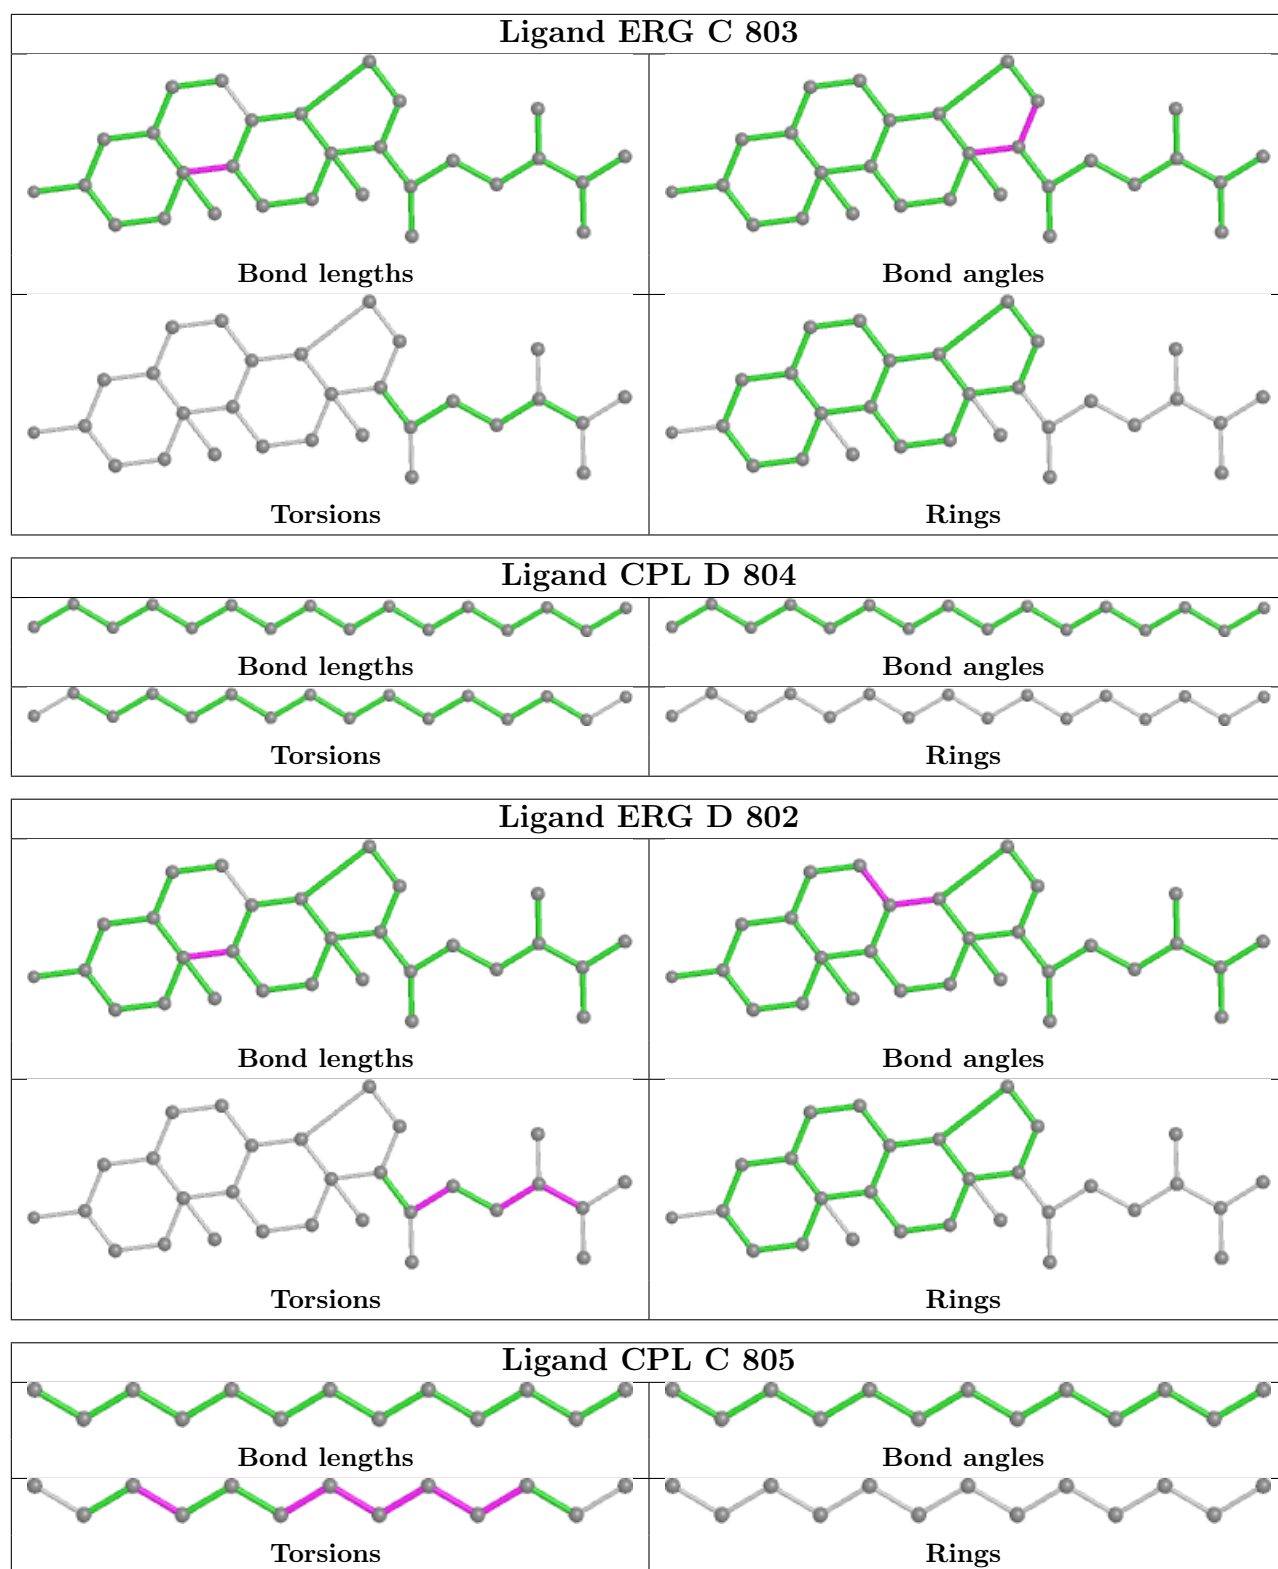 Ligand ERG C 803
Bond lengths
Bond angles
Torsions
Rings
Ligand CPL D 804
Bond lengths
Bond angles
Torsions
Rings
Ligand ERG D 802
Bond lengths
Bond angles
Torsions
Rings
Ligand CPL C 805
Bond lengths
Bond angles
Torsions
Rings